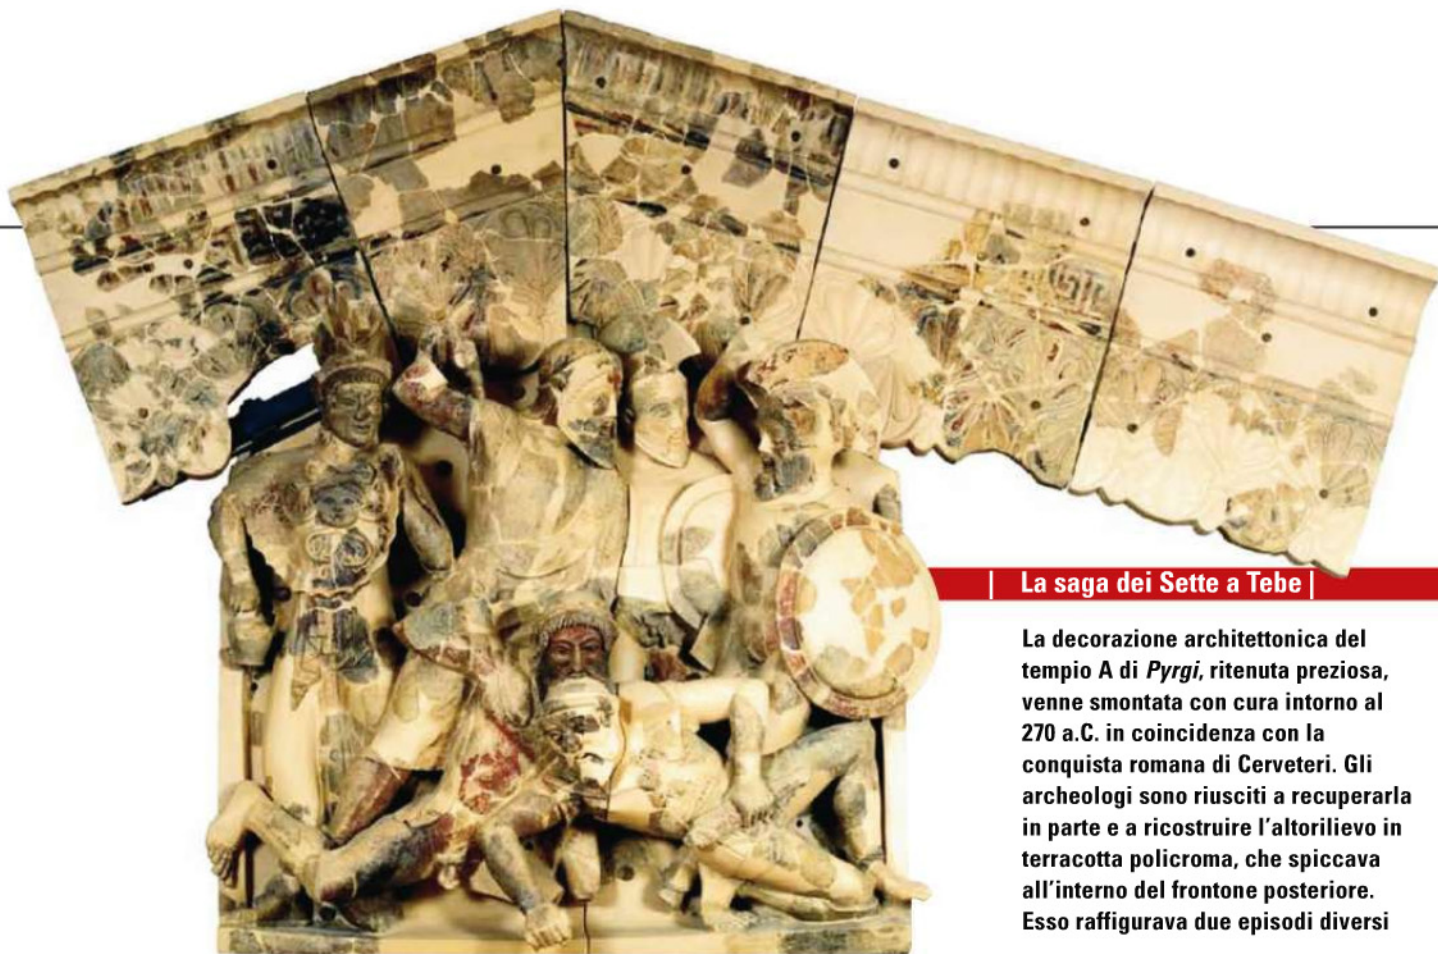 La saga dei Sette a Tebe
La decorazione architettonica del
tempio A di Pyrgi, ritenuta preziosa,
venne smontata con cura intorno al
270 a.C. in coincidenza con la
conquista romana di Cerveteri. Gli
archeologi sono riusciti a recuperarla
in parte e a ricostruire l'altorilievo in
terracotta policroma, che spiccava
all'interno del frontone posteriore.
Esso raffigurava due episodi diversi